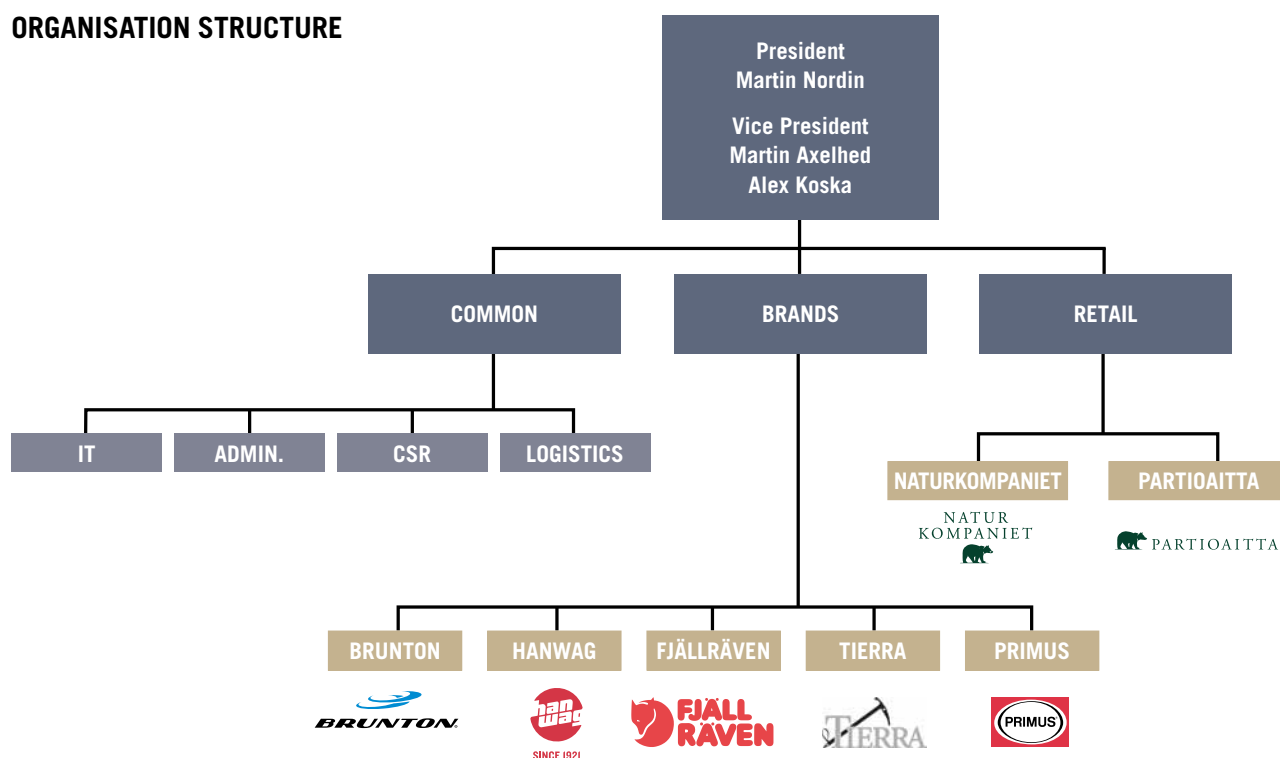 ORGANISATION STRUCTURE
President
Martin Nordin
Vice President
Martin Axelhed
Alex Koska
COMMON
BRANDS
RETAIL
IT
ADMIN.
CSR
LOGISTICS
NATURKOMPANIET
PARTIOAITTA
NATUR
KOMPANIET
PARTIOAITTA
BRUNTON
HANWAG
FJÄLLRÄVEN
TIERRA
PRIMUS
BRUNTON
han
wag
SINCE 1921
FJÄLL
RÄVEN
TIERRA
PRIMUS